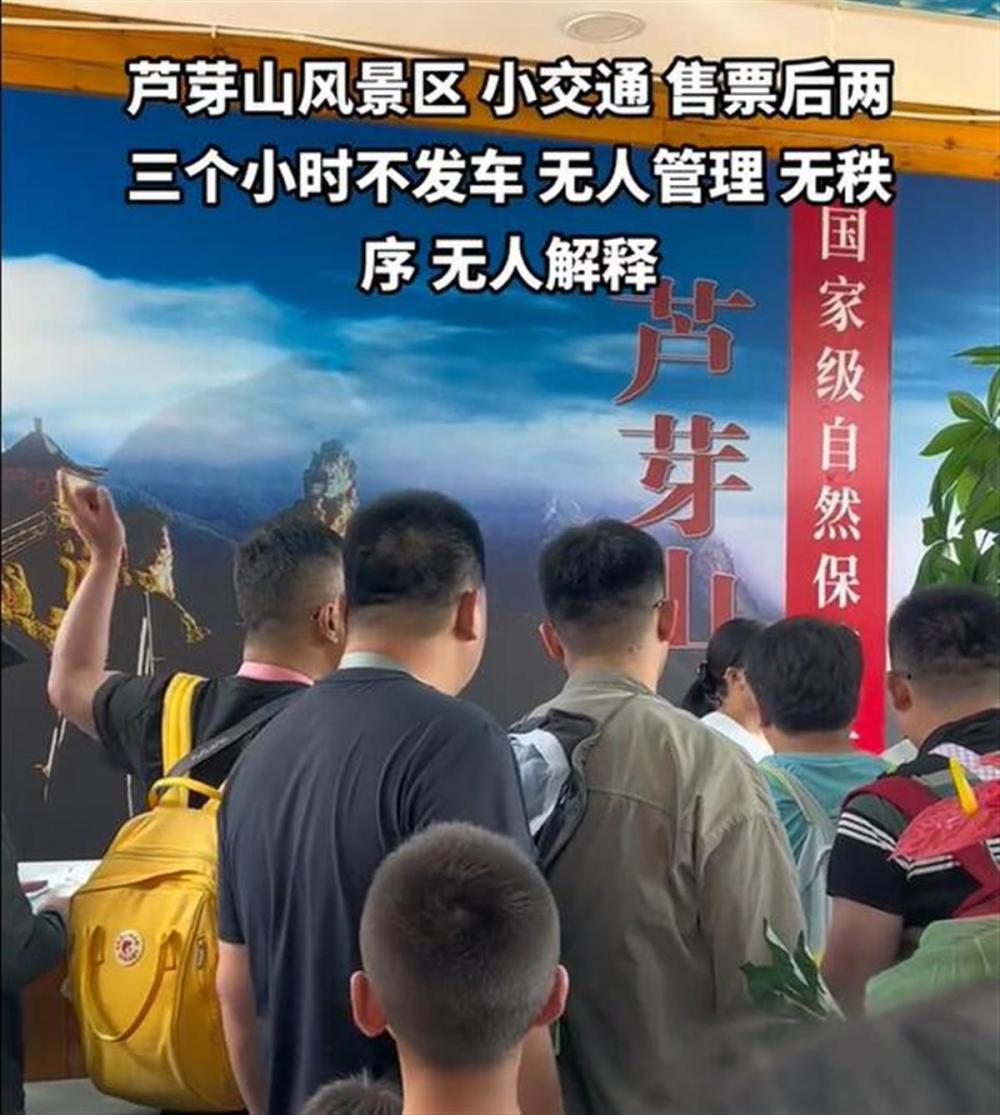 芦芽山风景区 小交通 售票后两
三个小时不发车 无人管理 无秩
序 无人解释
芦芽山
国家级自然保